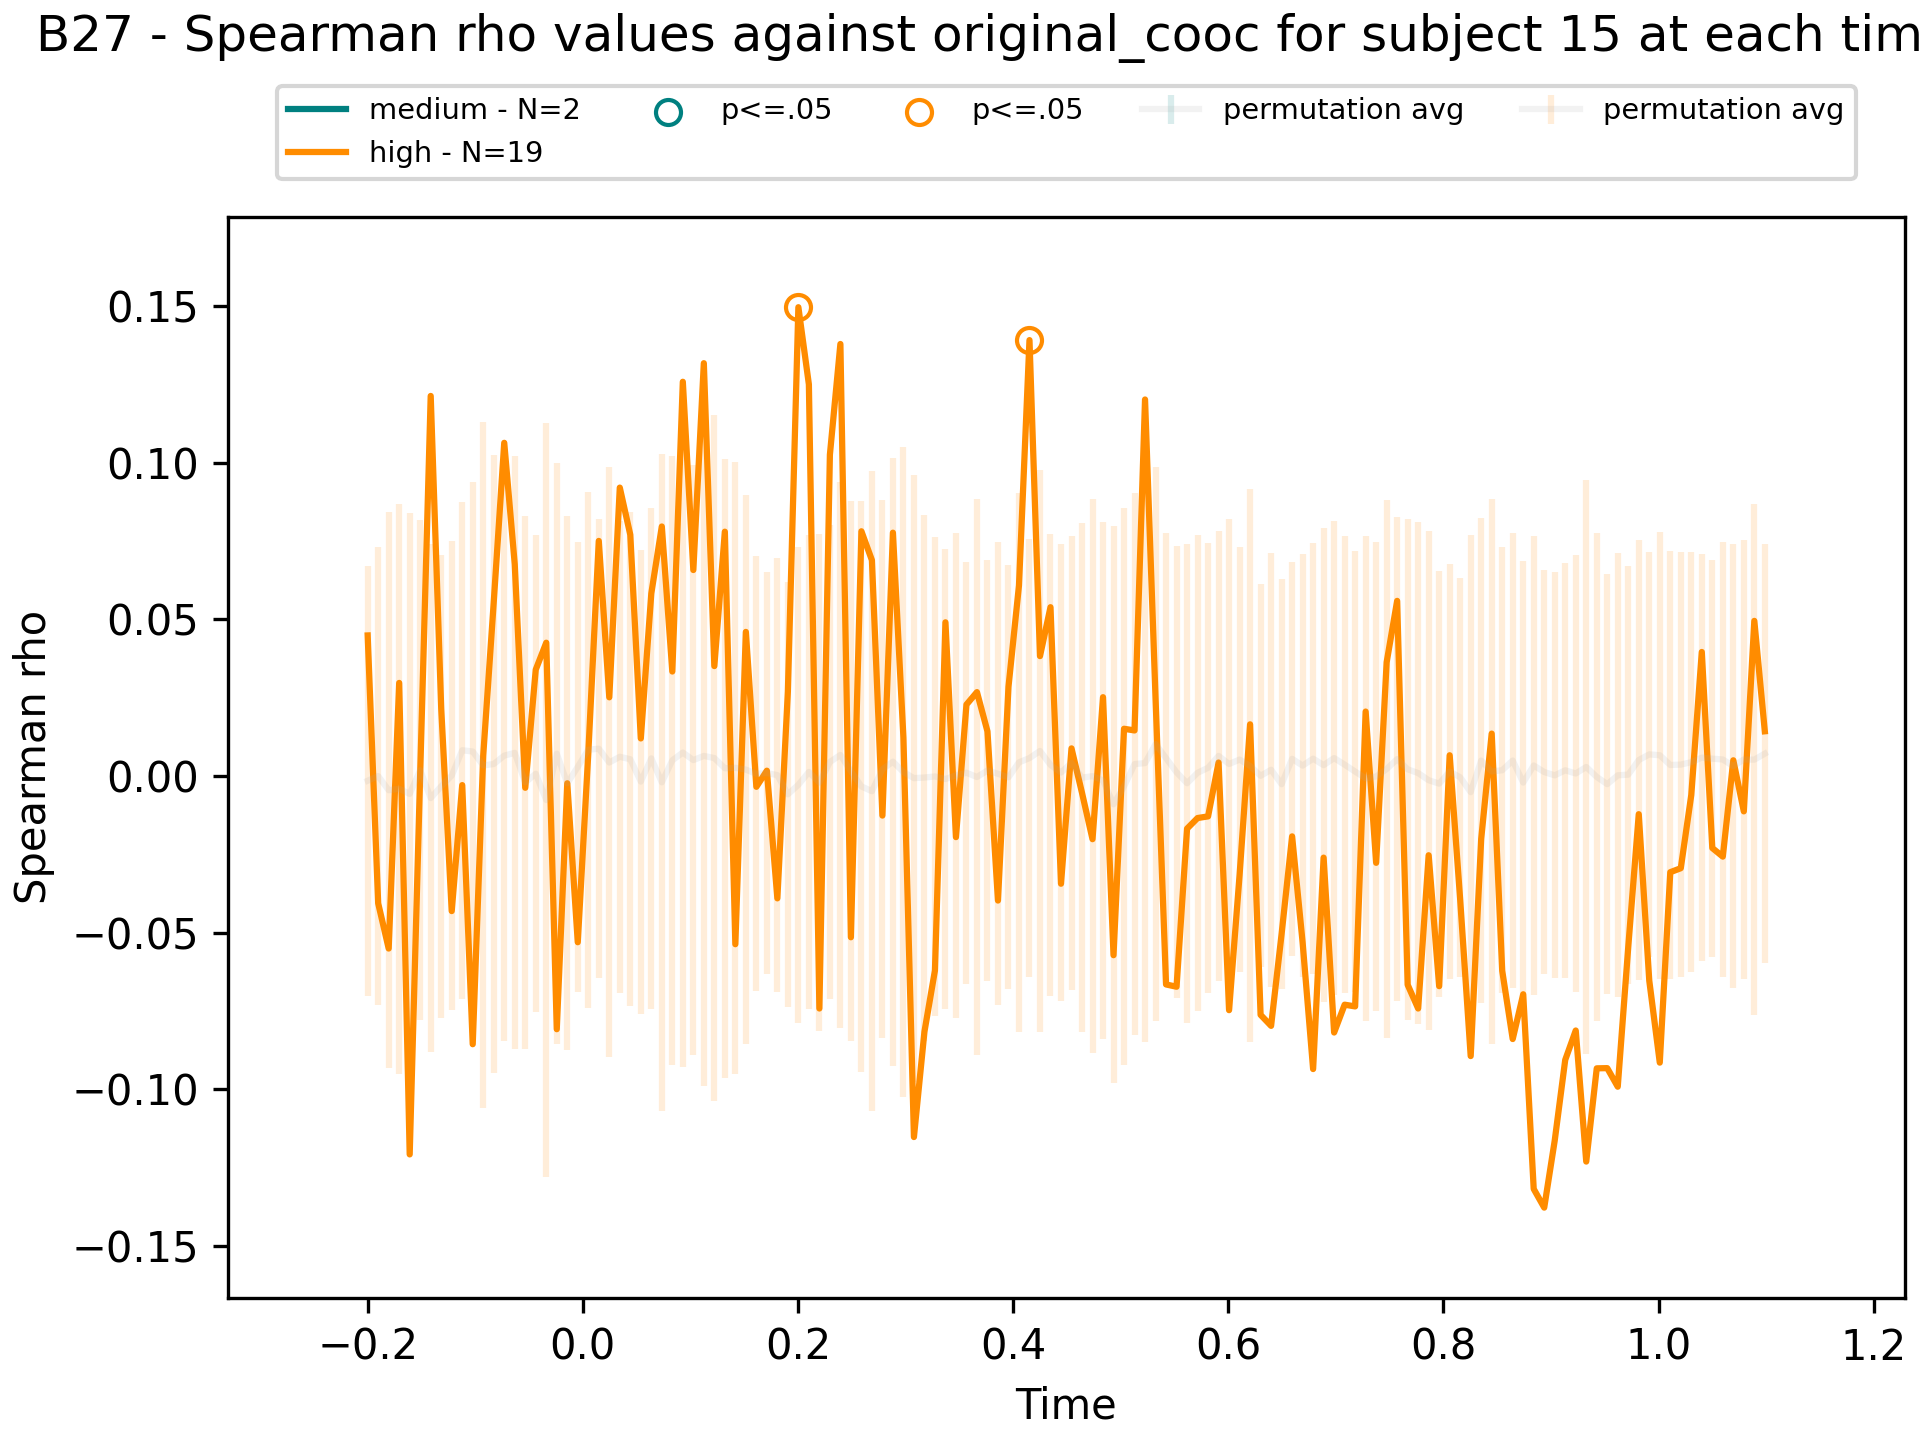 B27 - Spearman rho values against original_cooc for subject 15 at each tim
medium - N=2
high - N=19
p<=.05
p<=.05
permutation avg
permutation avg
Spearman rho
0.15
0.10
0.05
0.00
−0.05
−0.10
−0.15
−0.2
0.0
0.2
0.4
0.6
0.8
1.0
1.2
Time